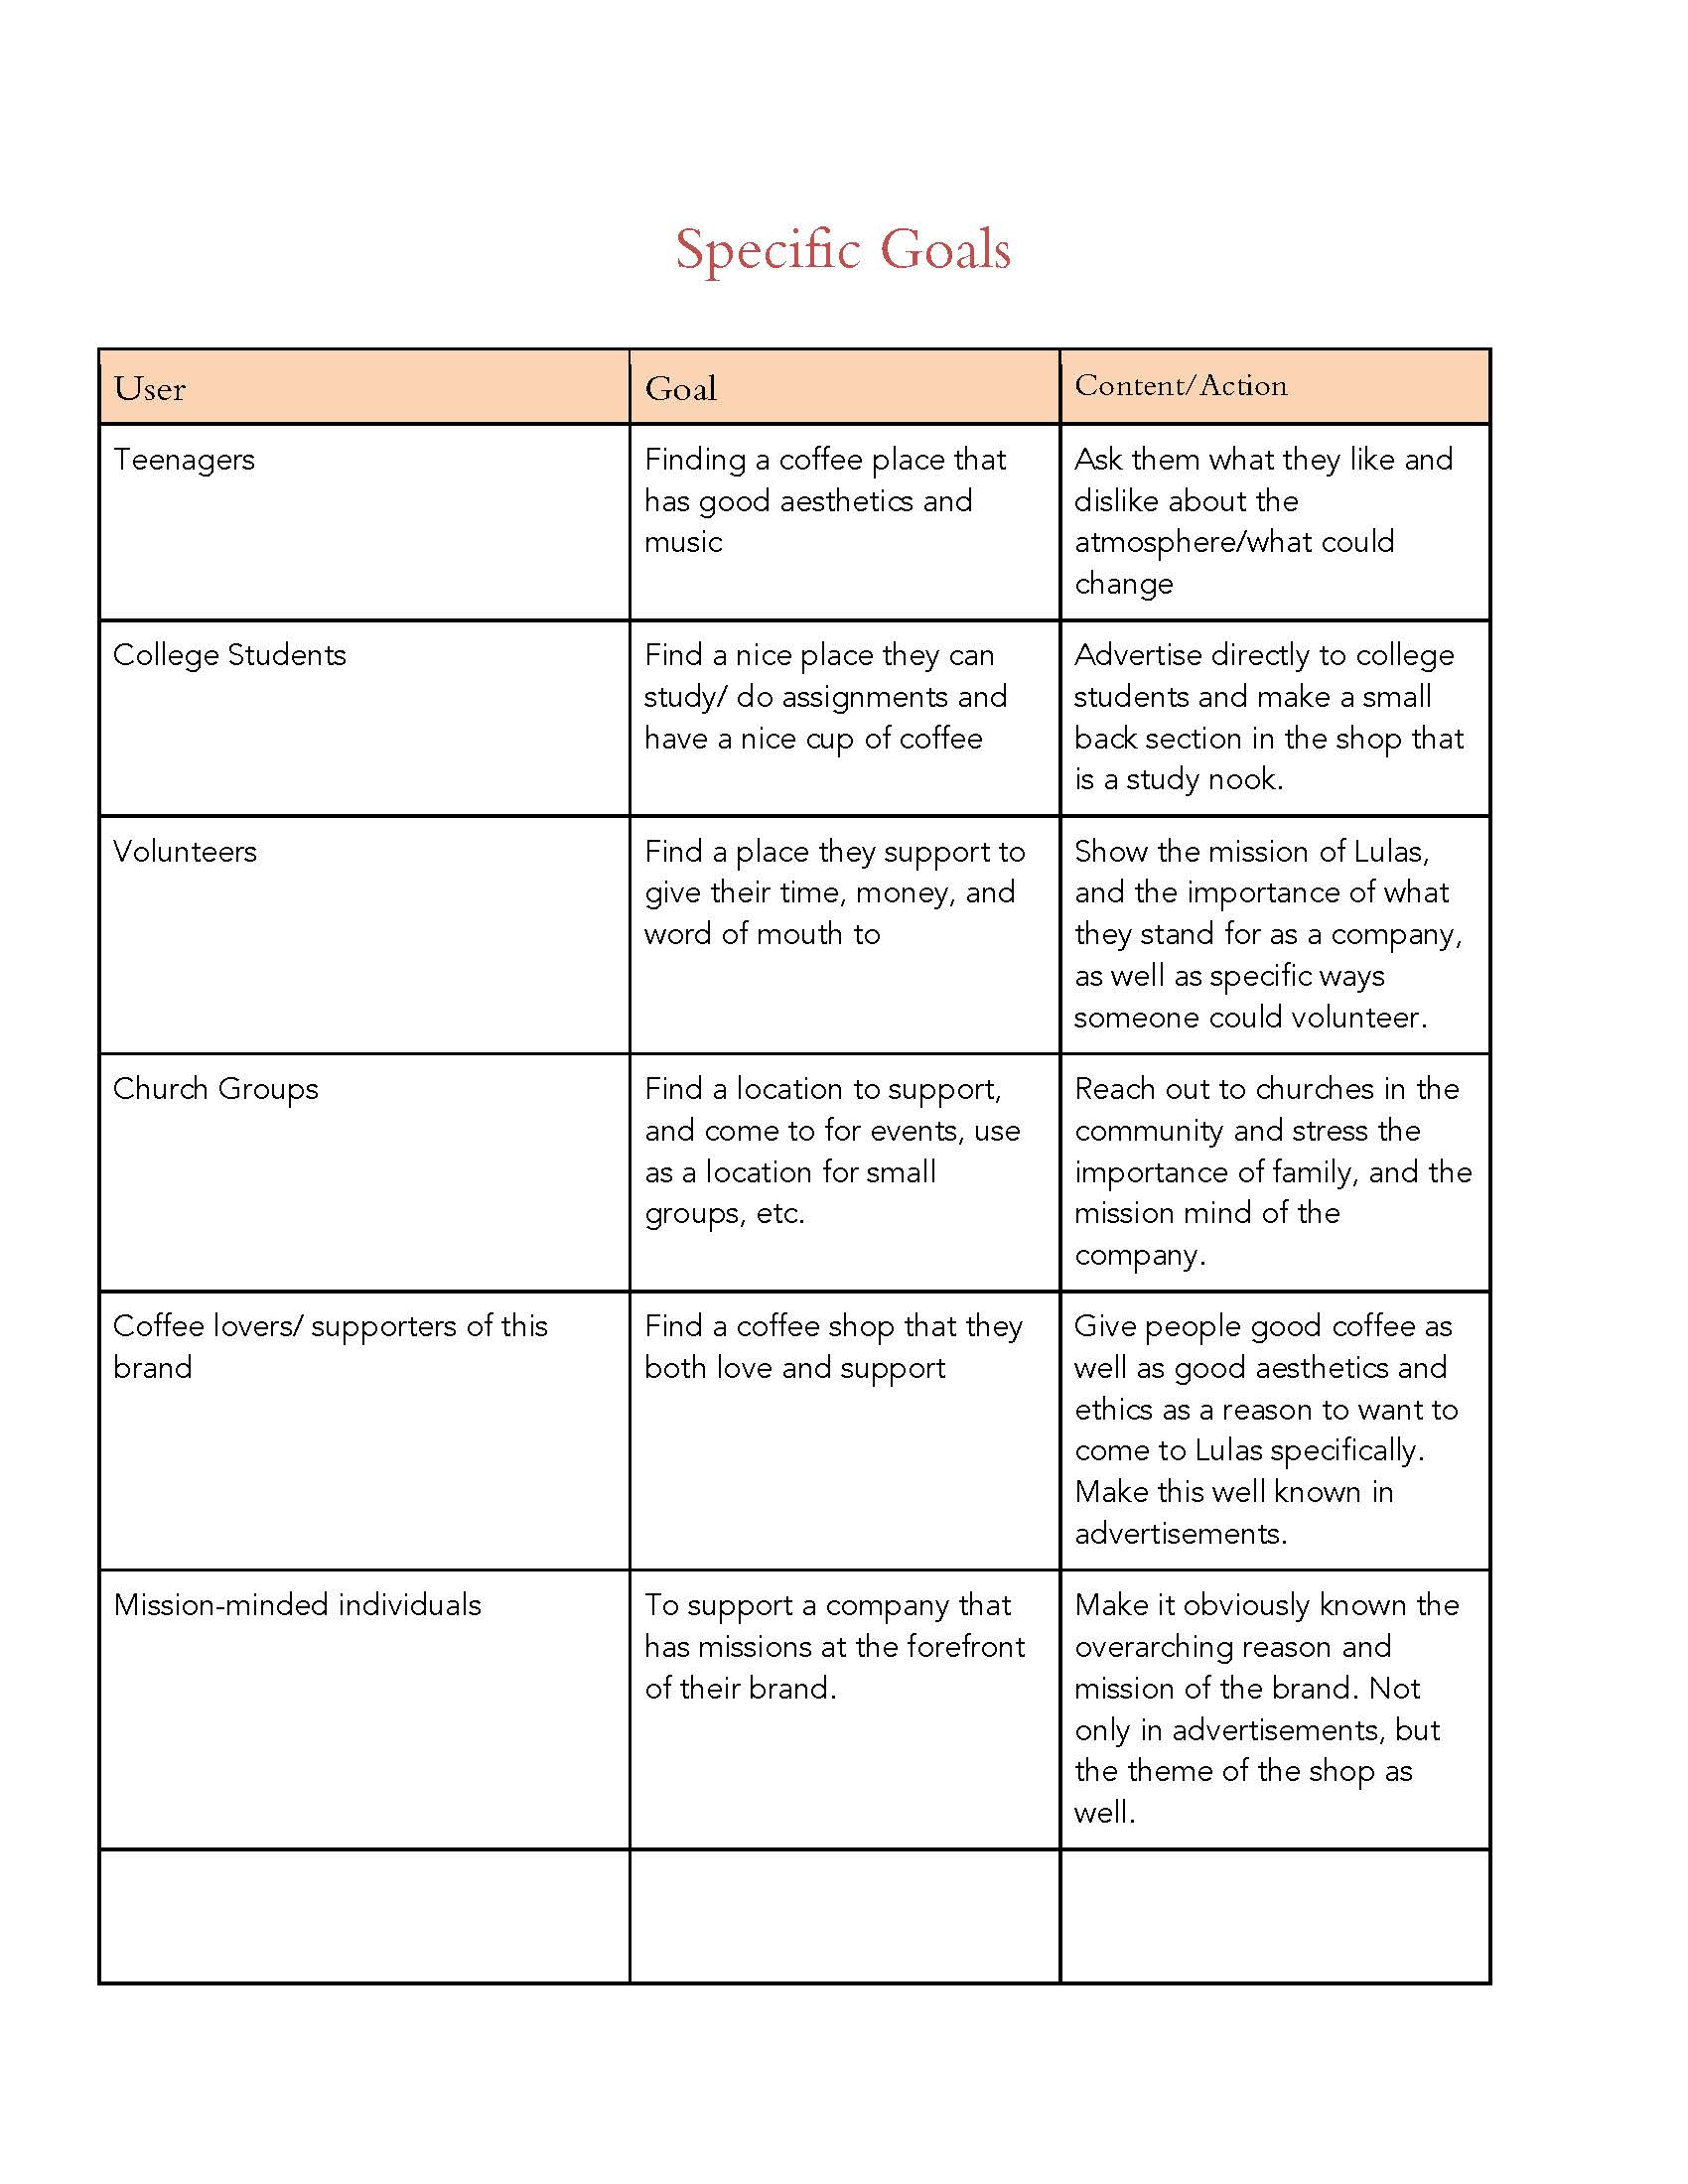 Specific Goals
User
Goal
Content/Action
Teenagers
Finding a coffee place that
has good aesthetics and
music
Ask them what they like and
dislike about the
atmosphere/what could
change
College Students
Find a nice place they can
study/ do assignments and
have a nice cup of coffee
Advertise directly to college
students and make a small
back section in the shop that
is a study nook.
Volunteers
Find a place they support to
give their time, money, and
word of mouth to
Show the mission of Lulas,
and the importance of what
they stand for as a company,
as well as specific ways
someone could volunteer.
Church Groups
Find a location to support,
and come to for events, use
as a location for small
groups, etc.
Reach out to churches in the
community and stress the
importance of family, and the
mission mind of the
company.
Coffee lovers/ supporters of this
brand
Find a coffee shop that they
both love and support
Give people good coffee as
well as good aesthetics and
ethics as a reason to want to
come to Lulas specifically.
Make this well known in
advertisements.
Mission-minded individuals
To support a company that
has missions at the forefront
of their brand.
Make it obviously known the
overarching reason and
mission of the brand. Not
only in advertisements, but
the theme of the shop as
well.